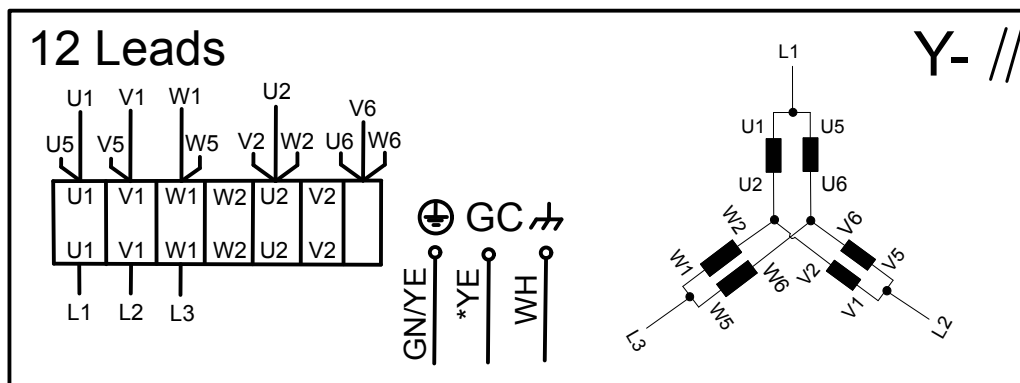 12 Leads
Y- //
U1 V1 W1 U2 V6
U5 V5 W5 V2 W2 U6 W6
U1 V1 W1 W2 U2 V2
U1 V1 W1 W2 U2 V2
L1 L2 L3
GC
GN/YE *YE WH
L1
U1 U5
U2 U6
W2 V6
W1 W6 V2 V5
W5 V1
L3 L2